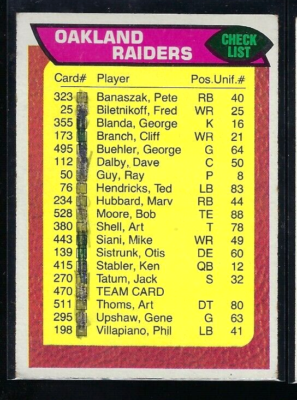 OAKLAND
RAIDERS
CHECK
LIST
Card# Player Pos. Unif.#
323 Banaszak, Pete RB 40
25 Biletnikoff, Fred WR 25
355 Blanda, George K 16
173 Branch, Cliff WR 21
495 Buehler, George G 64
112 Dalby, Dave C 50
50 Guy, Ray P 8
76 Hendricks, Ted LB 83
234 Hubbard, Marv RB 44
528 Moore, Bob TE 88
380 Shell, Art T 78
443 Siani, Mike WR 49
139 Sistrunk, Otis DE 60
415 Stabler, Ken QB 12
270 Tatum, Jack S 32
470 TEAM CARD
511 Thoms, Art DT 80
295 Upshaw, Gene G 63
198 Villapiano, Phil LB 41